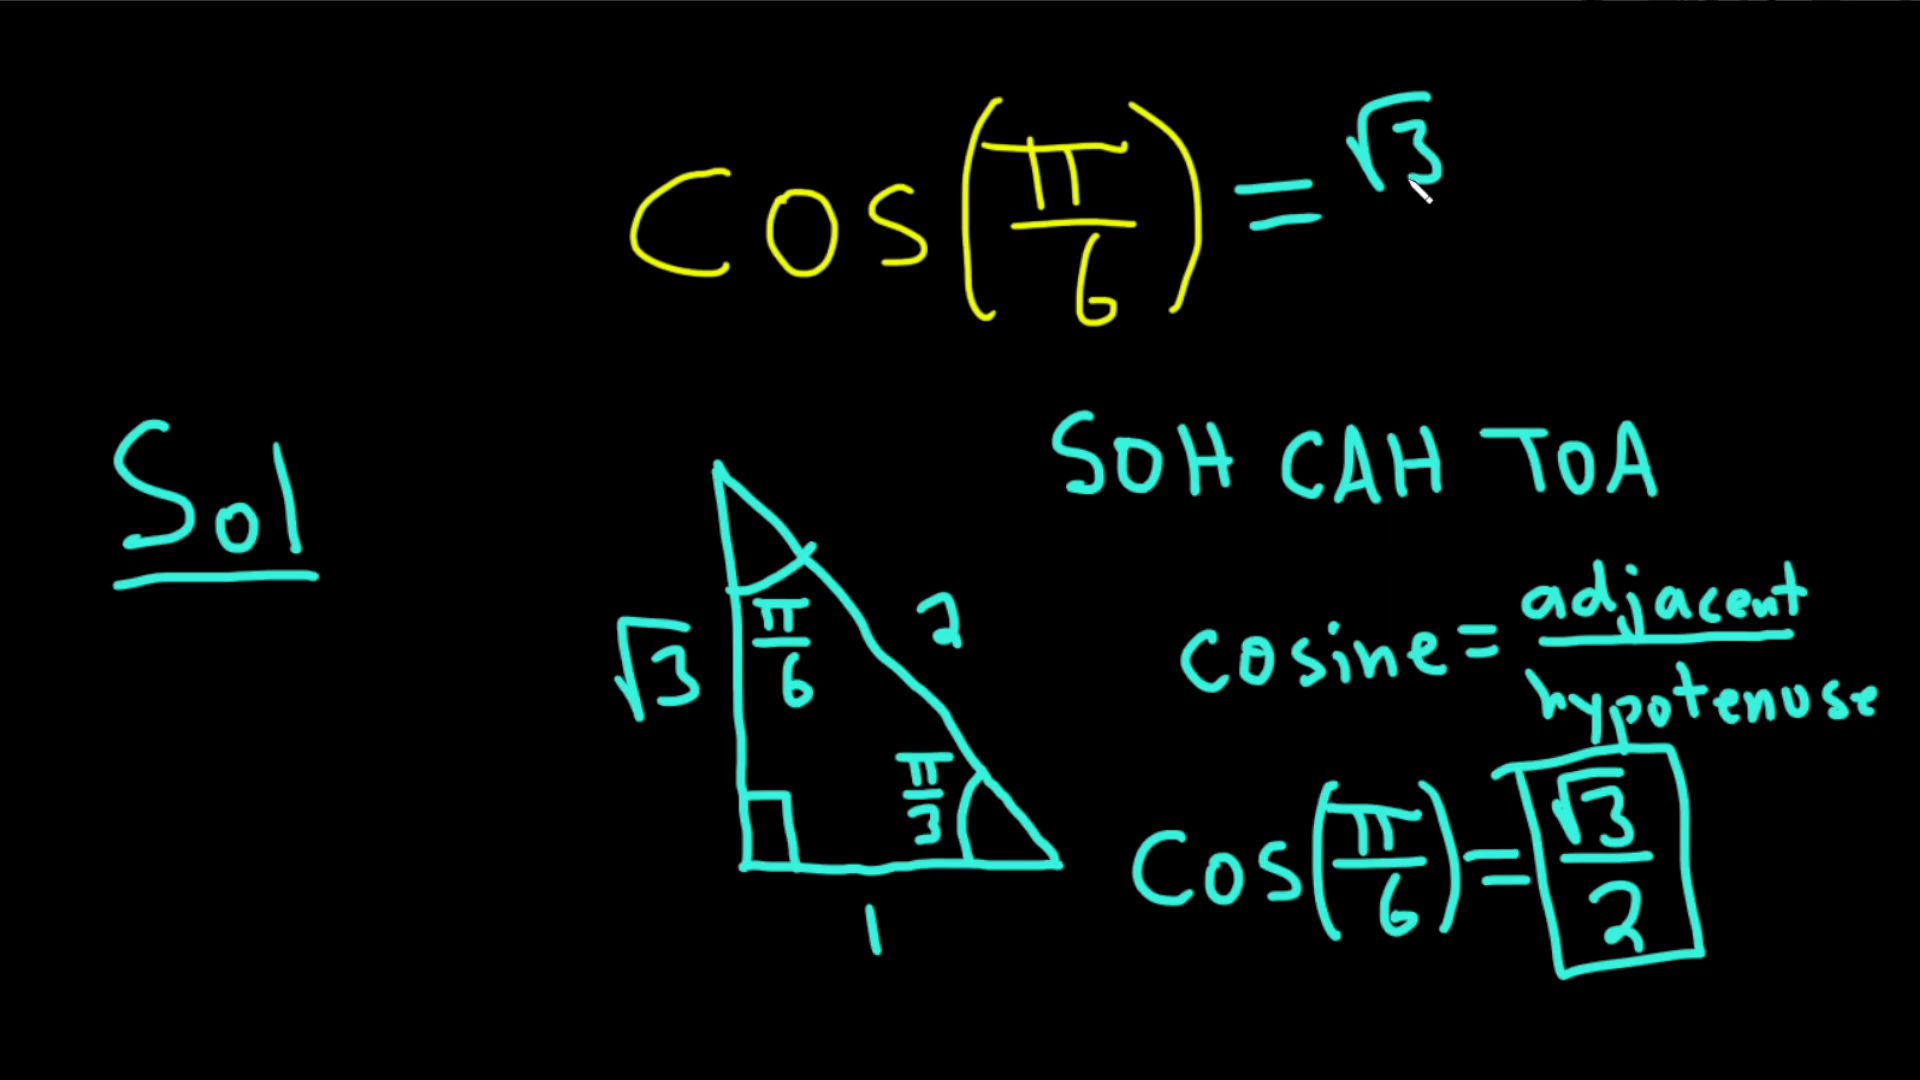 cos(π/6) = √3
Sol
SOH CAH TOA
π/6
√3
2
π/3
1
cosine = adjacent/hypotenuse
cos(π/6) = √3/2